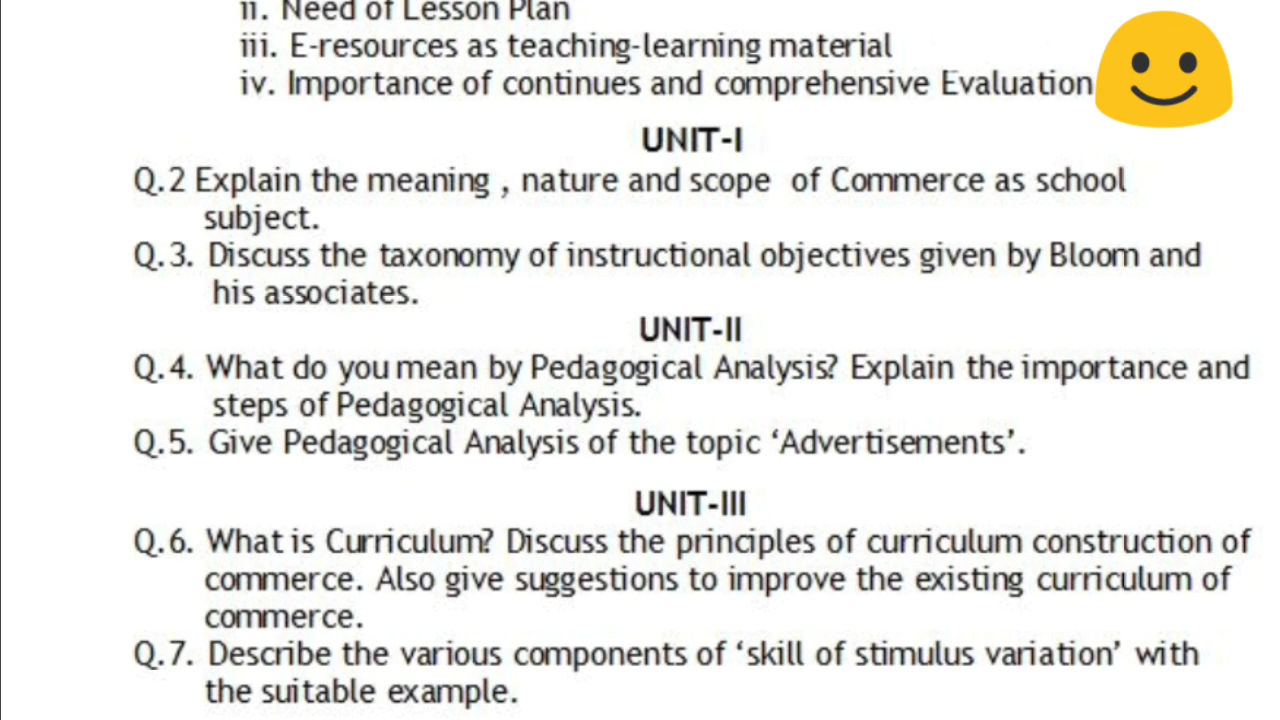 ii. Need of Lesson Plan
iii. E-resources as teaching-learning material
iv. Importance of continues and comprehensive Evaluation
UNIT-I
Q.2 Explain the meaning , nature and scope of Commerce as school
subject.
Q.3. Discuss the taxonomy of instructional objectives given by Bloom and
his associates.
UNIT-II
Q.4. What do you mean by Pedagogical Analysis? Explain the importance and
steps of Pedagogical Analysis.
Q.5. Give Pedagogical Analysis of the topic ‘Advertisements’.
UNIT-III
Q.6. What is Curriculum? Discuss the principles of curriculum construction of
commerce. Also give suggestions to improve the existing curriculum of
commerce.
Q.7. Describe the various components of ‘skill of stimulus variation’ with
the suitable example.